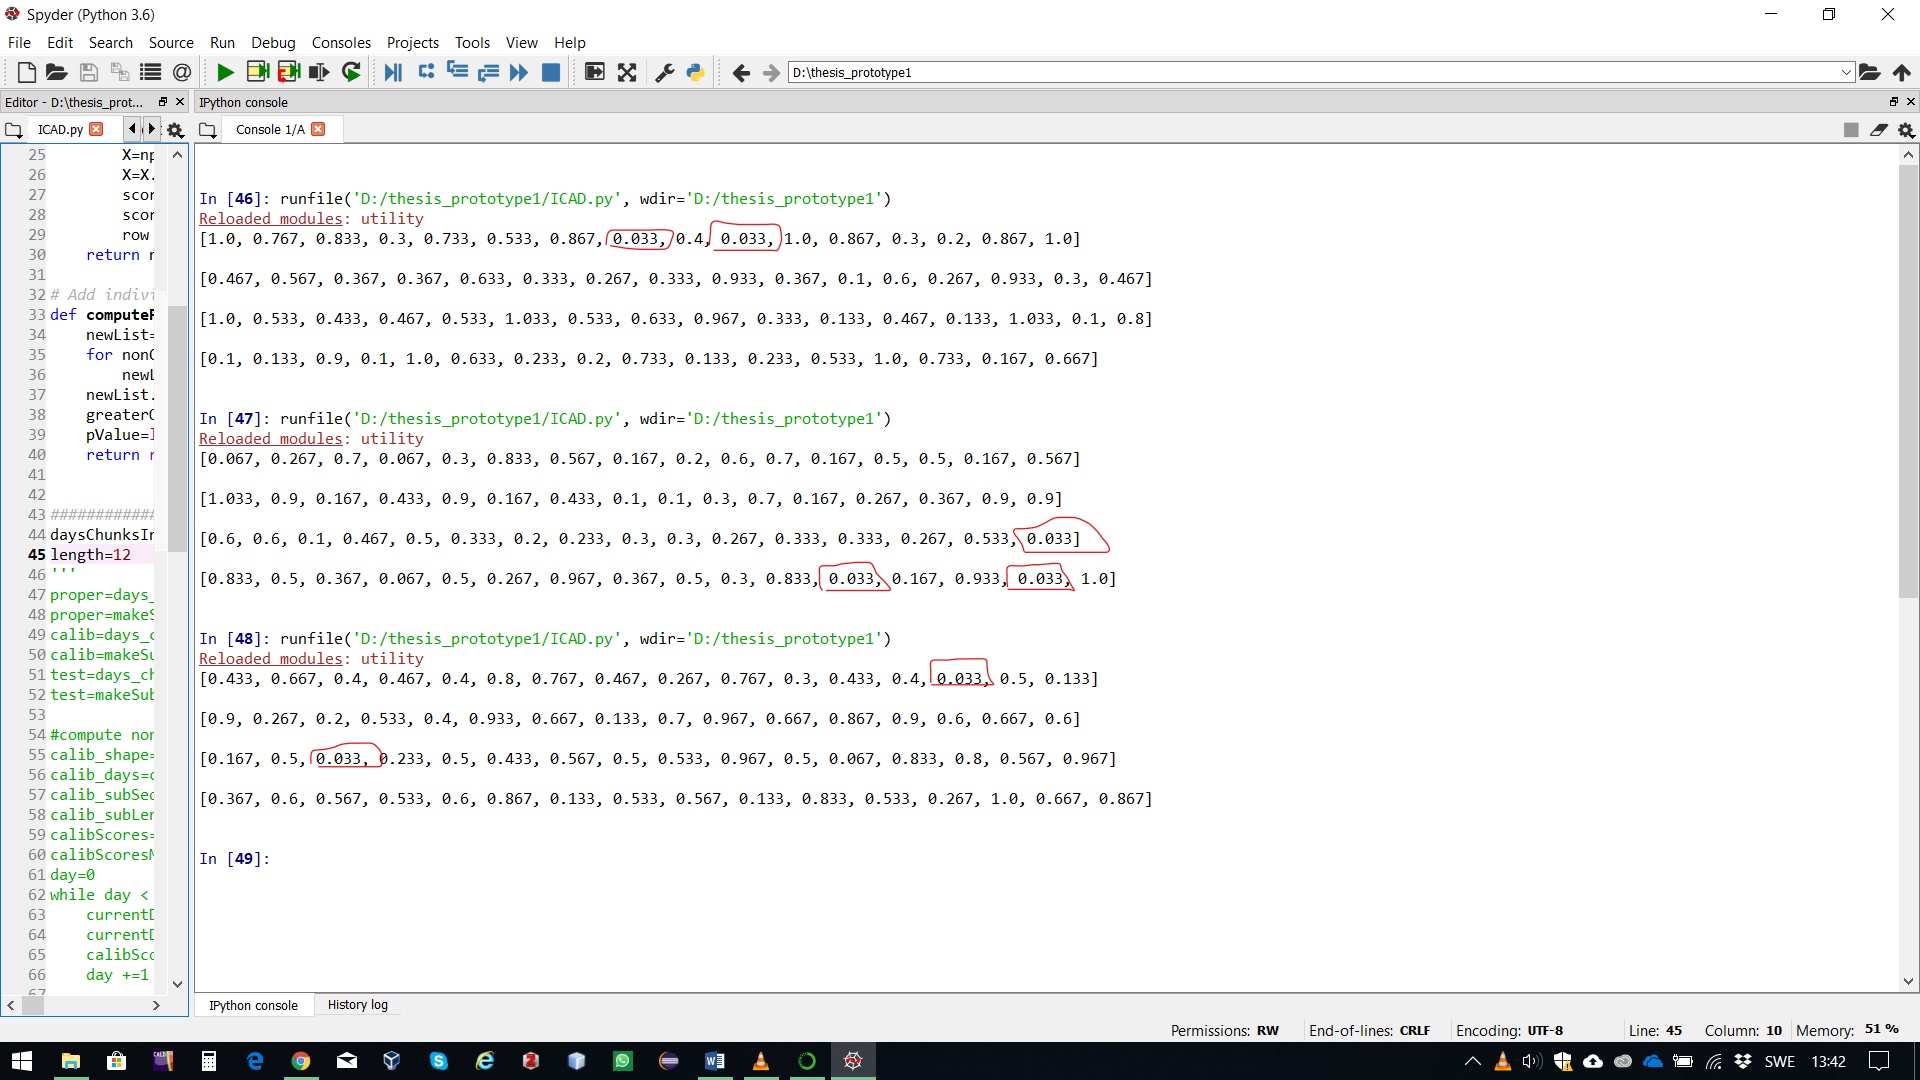 Spyder (Python 3.6)
File Edit Search Source Run Debug Consoles Projects Tools View Help
D:\thesis_prototype1
Editor - D:\thesis_prot...
IPython console
ICAD.py
Console 1/A
25 X=np
26 X=X.
27 scor
28 scor
29 row
30 return r
31
32 # Add indivi
33 def computeP
34 newList=
35 for nonC
36 newL
37 newList.
38 greaterO
39 pValue=l
40 return r
41
42
43 ############
44 daysChunksIr
45 length=12
46 '''
47 proper=days_
48 proper=makeS
49 calib=days_c
50 calib=makeSu
51 test=days_ch
52 test=makeSub
53
54 #compute nor
55 calib_shape=
56 calib_days=c
57 calib_subSec
58 calib_subLer
59 calibScores=
60 calibScoresM
61 day=0
62 while day <
63 currentD
64 currentD
65 calibSco
66 day +=1
67
In [46]: runfile('D:/thesis_prototype1/ICAD.py', wdir='D:/thesis_prototype1')
Reloaded modules: utility
[1.0, 0.767, 0.833, 0.3, 0.733, 0.533, 0.867, 0.033, 0.4, 0.033, 1.0, 0.867, 0.3, 0.2, 0.867, 1.0]
[0.467, 0.567, 0.367, 0.367, 0.633, 0.333, 0.267, 0.333, 0.933, 0.367, 0.1, 0.6, 0.267, 0.933, 0.3, 0.467]
[1.0, 0.533, 0.433, 0.467, 0.533, 1.033, 0.533, 0.633, 0.967, 0.333, 0.133, 0.467, 0.133, 1.033, 0.1, 0.8]
[0.1, 0.133, 0.9, 0.1, 1.0, 0.633, 0.233, 0.2, 0.733, 0.133, 0.233, 0.533, 1.0, 0.733, 0.167, 0.667]
In [47]: runfile('D:/thesis_prototype1/ICAD.py', wdir='D:/thesis_prototype1')
Reloaded modules: utility
[0.067, 0.267, 0.7, 0.067, 0.3, 0.833, 0.567, 0.167, 0.2, 0.6, 0.7, 0.167, 0.5, 0.5, 0.167, 0.567]
[1.033, 0.9, 0.167, 0.433, 0.9, 0.167, 0.433, 0.1, 0.1, 0.3, 0.7, 0.167, 0.267, 0.367, 0.9, 0.9]
[0.6, 0.6, 0.1, 0.467, 0.5, 0.333, 0.2, 0.233, 0.3, 0.3, 0.267, 0.333, 0.333, 0.267, 0.533, 0.033]
[0.833, 0.5, 0.367, 0.067, 0.5, 0.267, 0.967, 0.367, 0.5, 0.3, 0.833, 0.033, 0.167, 0.933, 0.033, 1.0]
In [48]: runfile('D:/thesis_prototype1/ICAD.py', wdir='D:/thesis_prototype1')
Reloaded modules: utility
[0.433, 0.667, 0.4, 0.467, 0.4, 0.8, 0.767, 0.467, 0.267, 0.767, 0.3, 0.433, 0.4, 0.033, 0.5, 0.133]
[0.9, 0.267, 0.2, 0.533, 0.4, 0.933, 0.667, 0.133, 0.7, 0.967, 0.667, 0.867, 0.9, 0.6, 0.667, 0.6]
[0.167, 0.5, 0.033, 0.233, 0.5, 0.433, 0.567, 0.5, 0.533, 0.967, 0.5, 0.067, 0.833, 0.8, 0.567, 0.967]
[0.367, 0.6, 0.567, 0.533, 0.6, 0.867, 0.133, 0.533, 0.567, 0.133, 0.833, 0.533, 0.267, 1.0, 0.667, 0.867]
In [49]:
IPython console History log
Permissions: RW End-of-lines: CRLF Encoding: UTF-8 Line: 45 Column: 10 Memory: 51 %
SWE 13:42